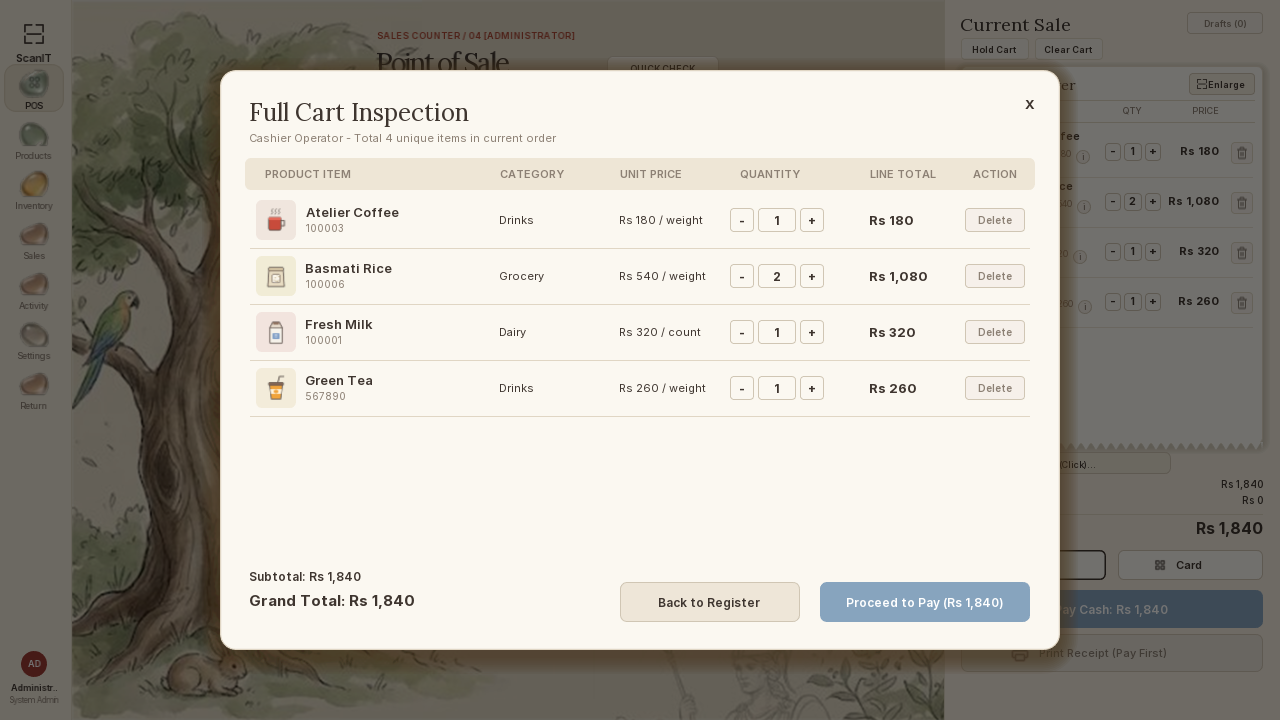 ScanIT
POS
Products
Inventory
Sales
Activity
Settings
Return
AD
Administr..
System Admin
SALES COUNTER / 04 [ADMINISTRATOR]
Point of Sale
QUICK CHECK
Full Cart Inspection
X
Cashier Operator - Total 4 unique items in current order
PRODUCT ITEM CATEGORY UNIT PRICE QUANTITY LINE TOTAL ACTION
Atelier Coffee
100003
Drinks Rs 180 / weight - 1 + Rs 180 Delete
Basmati Rice
100006
Grocery Rs 540 / weight - 2 + Rs 1,080 Delete
Fresh Milk
100001
Dairy Rs 320 / count - 1 + Rs 320 Delete
Green Tea
567890
Drinks Rs 260 / weight - 1 + Rs 260 Delete
Subtotal: Rs 1,840
Grand Total: Rs 1,840
Back to Register
Proceed to Pay (Rs 1,840)
Current Sale
Drafts (0)
Hold Cart Clear Cart
Enlarge
QTY PRICE
- 1 + Rs 180
- 2 + Rs 1,080
- 1 + Rs 320
- 1 + Rs 260
Click)...
Rs 1,840
Rs 0
Rs 1,840
Card
Pay Cash: Rs 1,840
Print Receipt (Pay First)